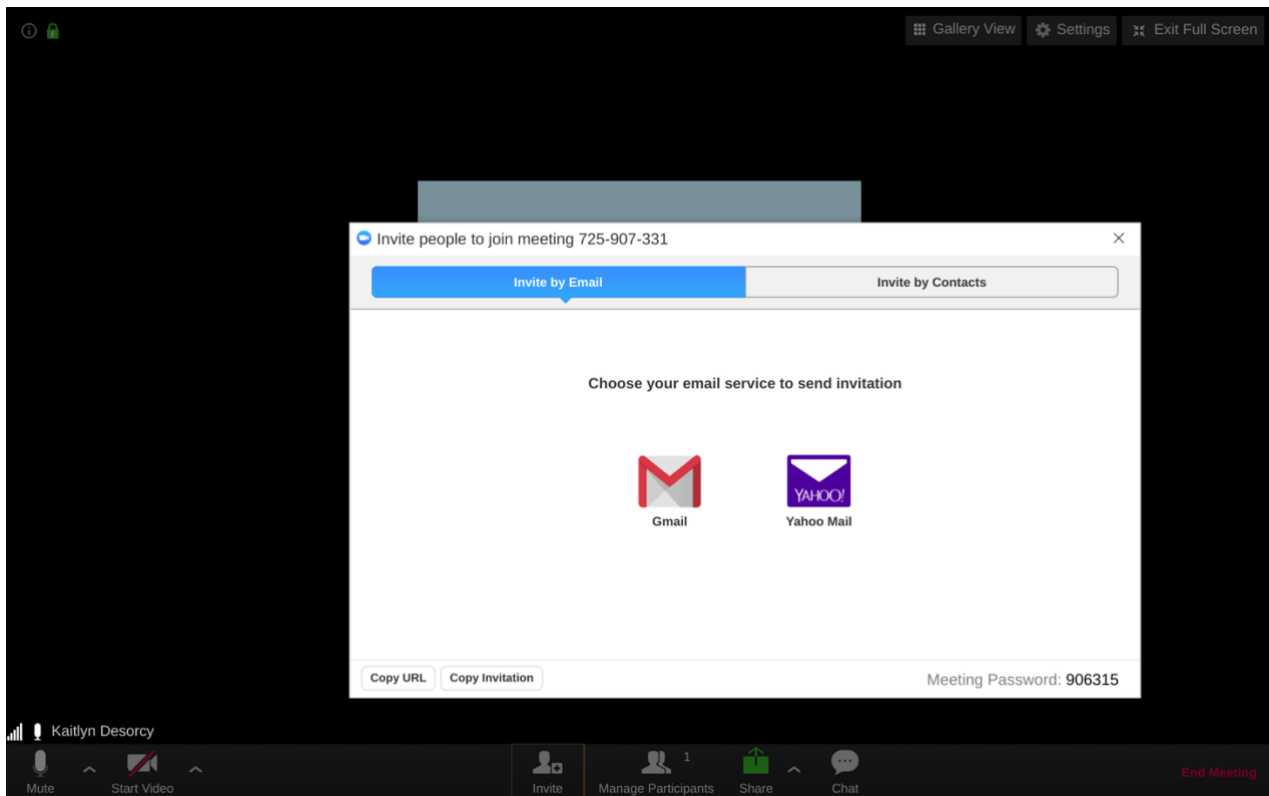 Gallery View Settings Exit Full Screen
Invite people to join meeting 725-907-331
Invite by Email Invite by Contacts
Choose your email service to send invitation
YAHOO!
Gmail Yahoo Mail
Copy URL Copy Invitation Meeting Password: 906315
Kaitlyn Desorcy
1
Mute Start Video Invite Manage Participants Share Chat End Meeting